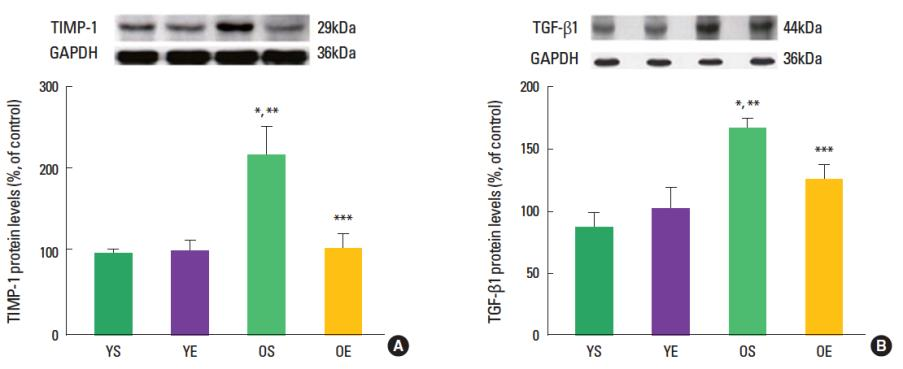 TIMP-1 29kDa
GAPDH 36kDa
TIMP-1 protein levels (%, of control)
300
200
100
0
*, **
***
YS YE OS OE
A
TGF-β1 44kDa
GAPDH 36kDa
TGF-β1 protein levels (%, of control)
200
150
100
50
0
*, **
***
YS YE OS OE
B